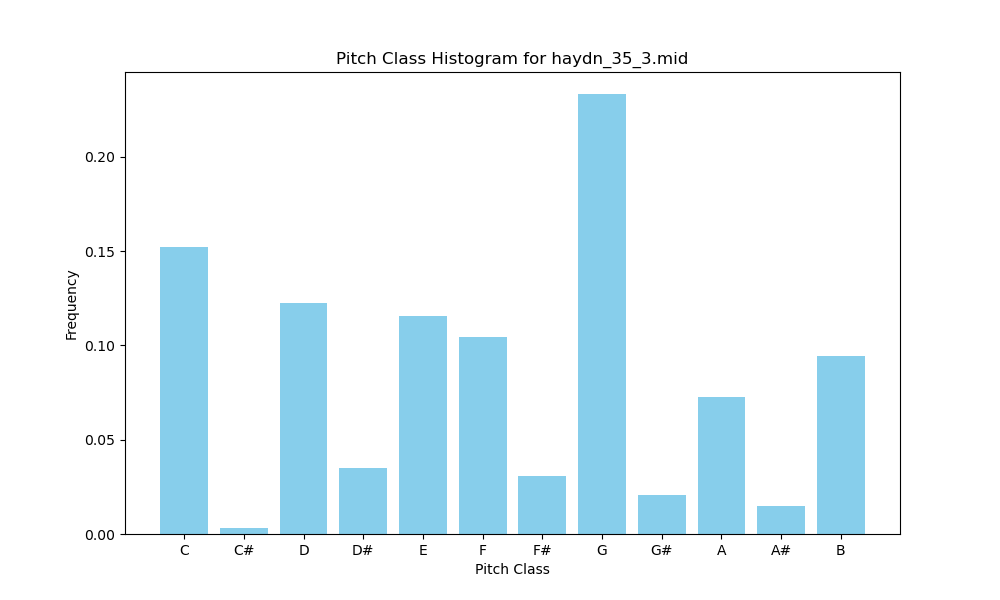 Pitch Class Histogram for haydn_35_3.mid
Frequency
0.20
0.15
0.10
0.05
0.00
C C# D D# E F F# G G# A A# B
Pitch Class